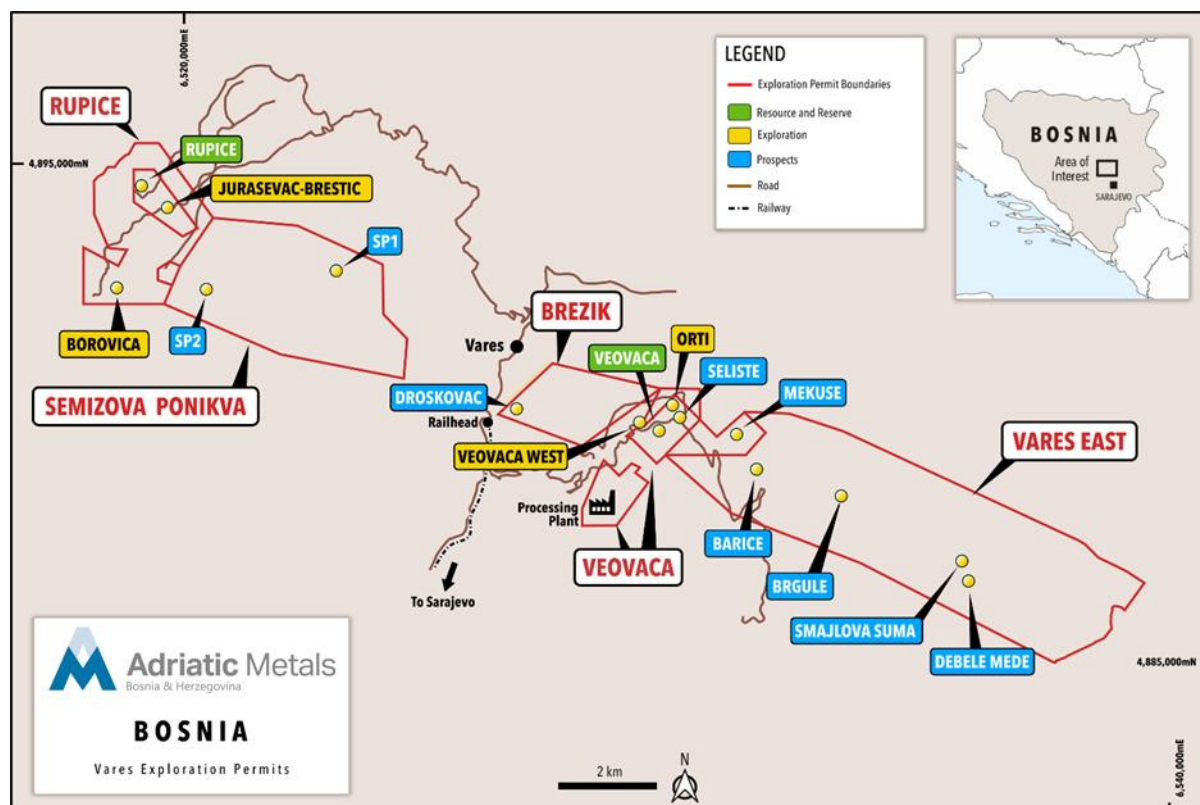 6,520,000mE
4,895,000mN
RUPICE
RUPICE
JURASEVAC-BRESTIC
SP1
BOROVICA
SP2
SEMIZOVA PONIKVA
LEGEND
Exploration Permit Boundaries
Resource and Reserve
Exploration
Prospects
Road
Railway
BOSNIA
Area of
Interest
SARAJEVO
BREZIK
Vares
VEOVACA
ORTI
SELISTE
DROSKOVAC
MEKUSE
Railhead
VEOVACA WEST
VARES EAST
Processing
Plant
VEOVACA
BARICE
BRGULE
To Sarajevo
SMAJLOVA SUMA
DEBELE MEDE
4,885,000mN
Adriatic Metals
Bosnia & Herzegovina
BOSNIA
Vares Exploration Permits
2 km
N
6,540,000mE